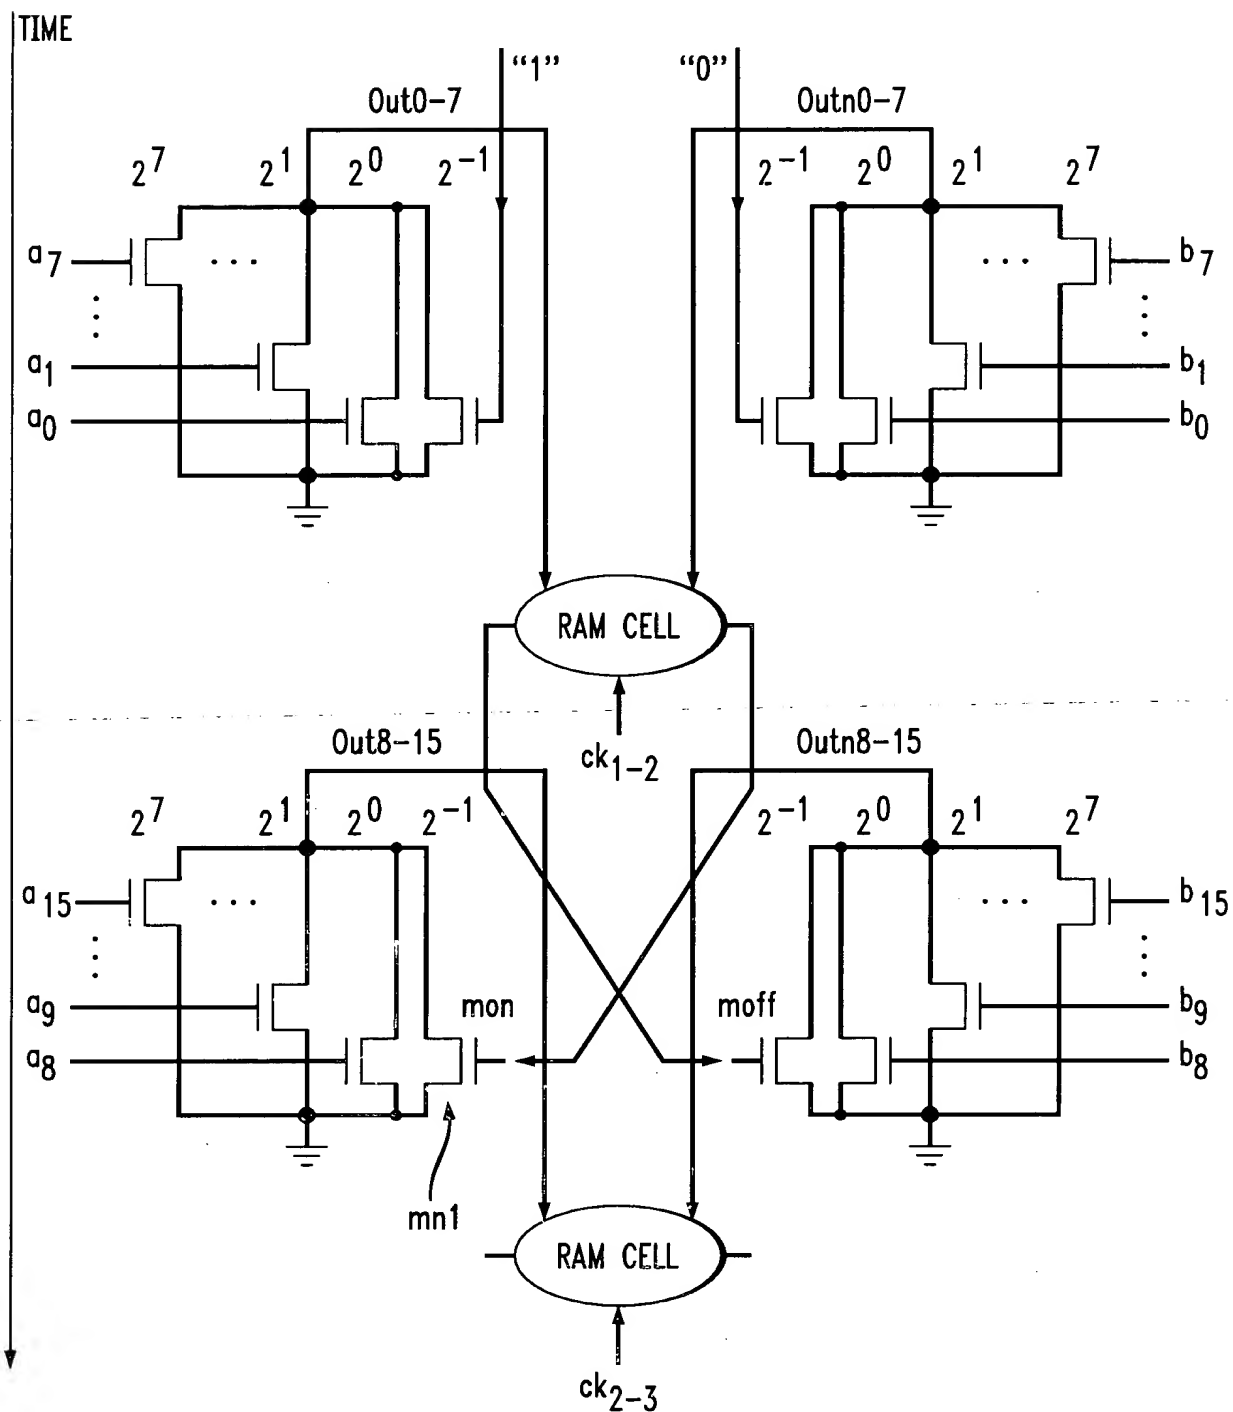 TIME
"1" "0"
Out0-7 Outn0-7
2^7 2^1 2^0 2^-1 2^-1 2^0 2^1 2^7
a7 ... ... b7
a1 b1
a0 b0
RAM CELL
ck1-2
Out8-15 Outn8-15
2^7 2^1 2^0 2^-1 2^-1 2^0 2^1 2^7
a15 ... ... b15
a9 mon moff b9
a8 b8
mn1
RAM CELL
ck2-3